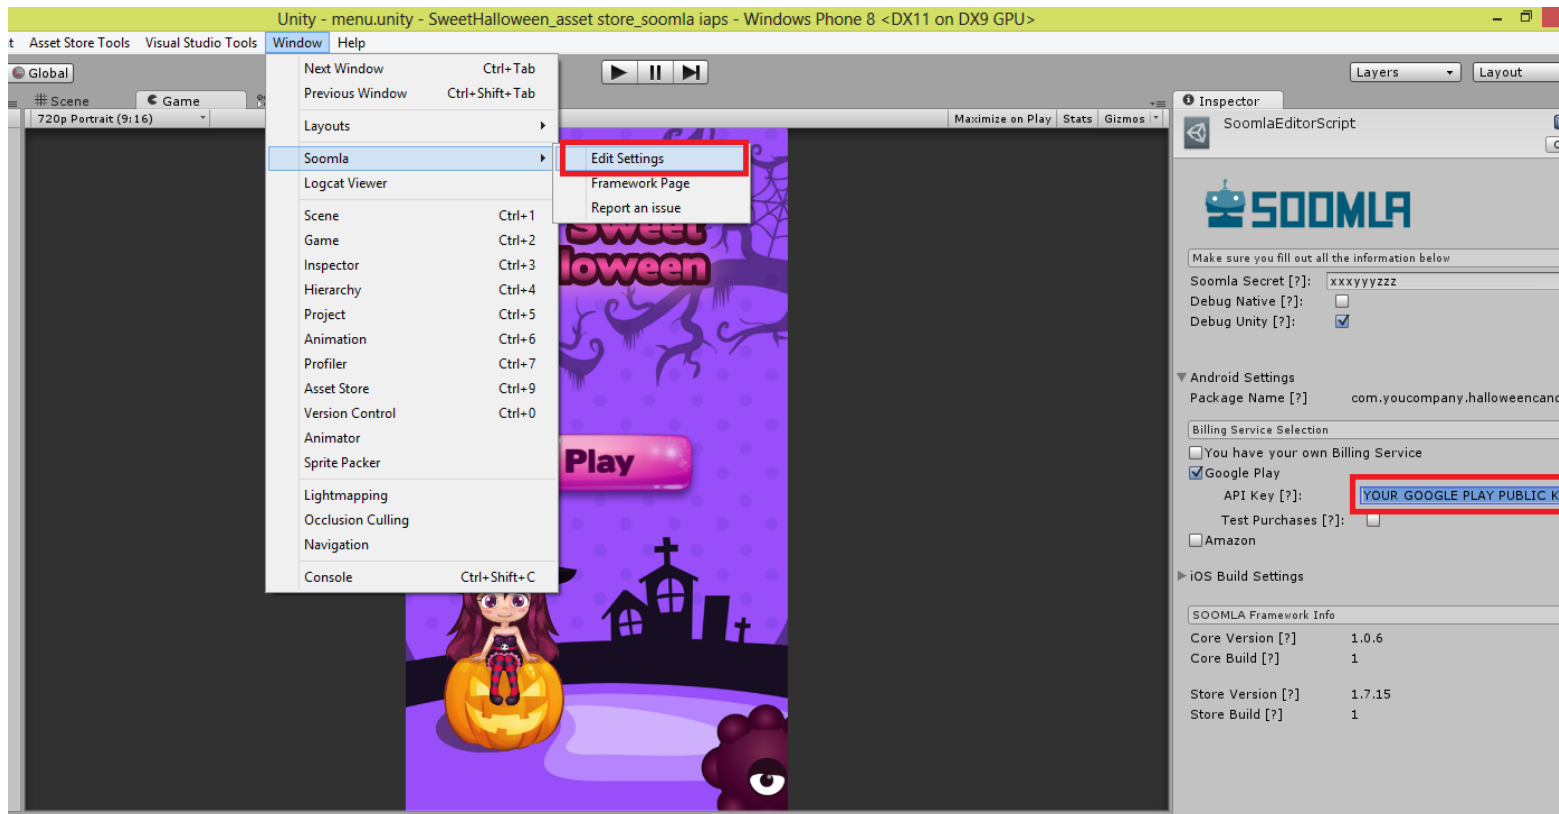 Unity - menu.unity - SweetHalloween_asset store_soomla iaps - Windows Phone 8 <DX11 on DX9 GPU>
t Asset Store Tools Visual Studio Tools Window Help
Global
Layers Layout
Scene Game
720p Portrait (9:16) Maximize on Play Stats Gizmos
Next Window Ctrl+Tab
Previous Window Ctrl+Shift+Tab
Layouts
Soomla
Logcat Viewer
Scene Ctrl+1
Game Ctrl+2
Inspector Ctrl+3
Hierarchy Ctrl+4
Project Ctrl+5
Animation Ctrl+6
Profiler Ctrl+7
Asset Store Ctrl+9
Version Control Ctrl+0
Animator
Sprite Packer
Lightmapping
Occlusion Culling
Navigation
Console Ctrl+Shift+C
Edit Settings
Framework Page
Report an issue
Sweet
loween
Play
Inspector
SoomlaEditorScript
SOOMLA
Make sure you fill out all the information below
Soomla Secret [?]: xxxyyyzzz
Debug Native [?]:
Debug Unity [?]:
Android Settings
Package Name [?] com.youcompany.halloweencand
Billing Service Selection
You have your own Billing Service
Google Play
API Key [?]: YOUR GOOGLE PLAY PUBLIC K
Test Purchases [?]:
Amazon
iOS Build Settings
SOOMLA Framework Info
Core Version [?] 1.0.6
Core Build [?] 1
Store Version [?] 1.7.15
Store Build [?] 1